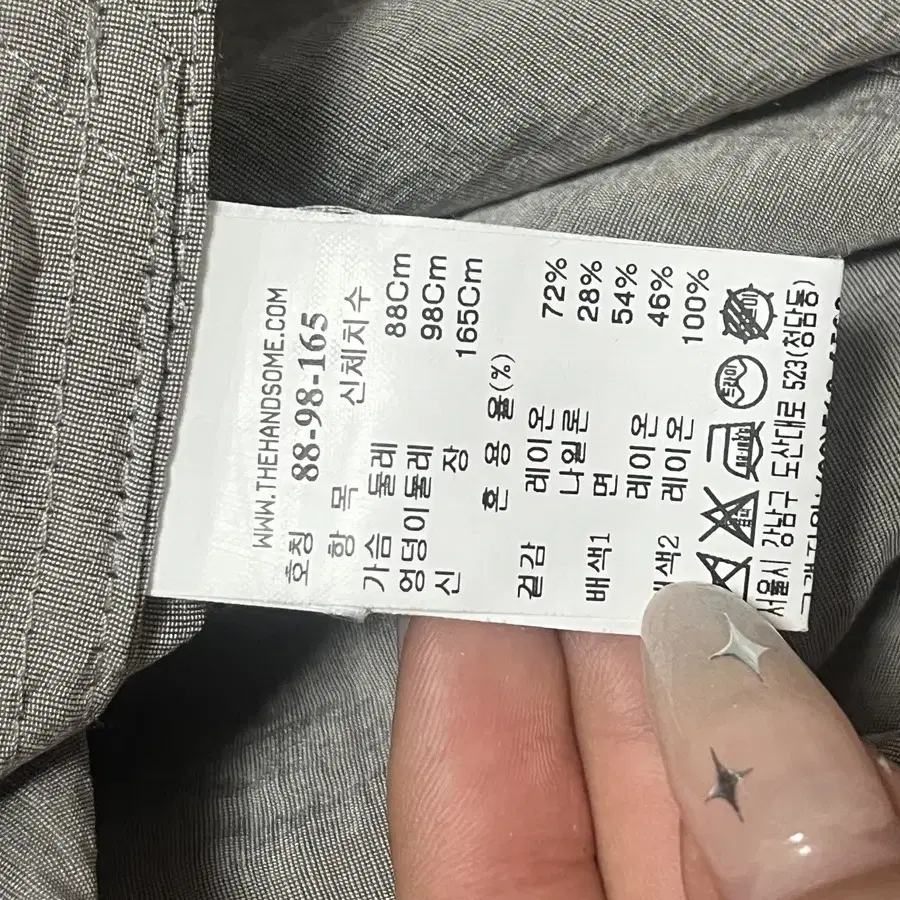 WWW.THEHANDSOME.COM
호칭 88-98-165
항 목 신체치수
가슴 둘레 88Cm
엉덩이둘레 98Cm
신 장 165Cm
혼 용 율(%)
겉감 레이온 72%
나일론 28%
배색1 면 54%
레이온 46%
색2 레이온 100%
서울시 강남구 도산대로 523(청담동)